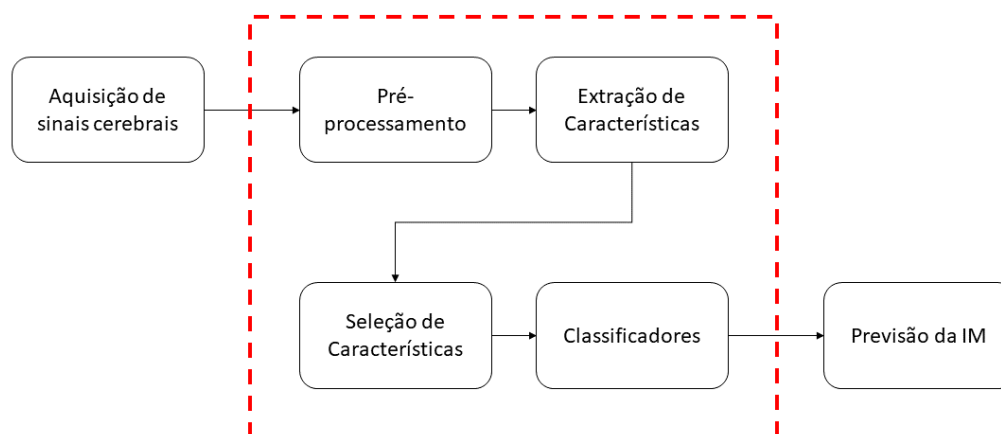 Aquisição de
sinais cerebrais
Pré-
processamento
Extração de
Características
Seleção de
Características
Classificadores
Previsão da IM